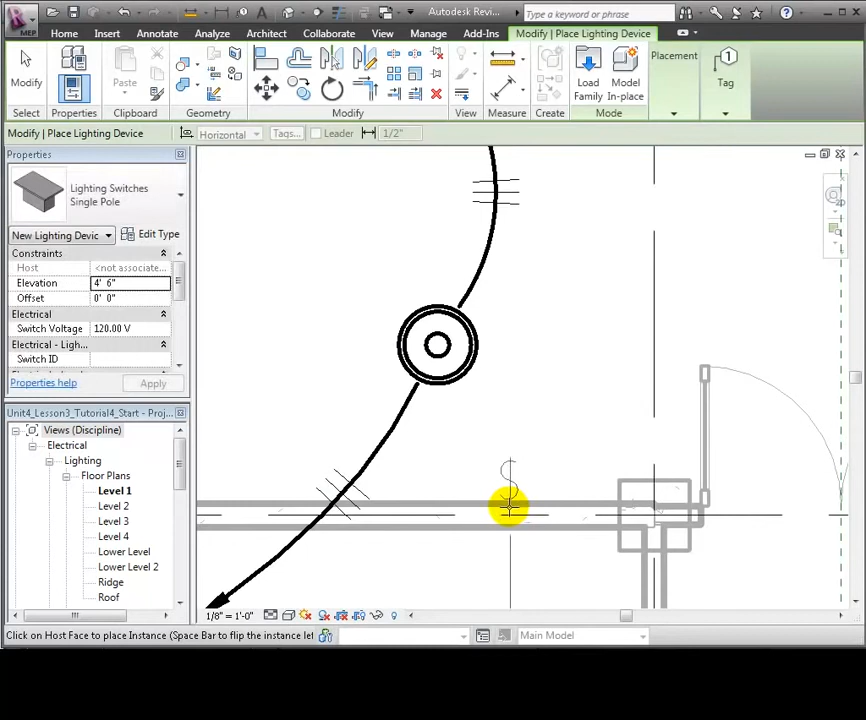 MEP
Autodesk Revi...
Type a keyword or phrase
Home Insert Annotate Analyze Architect Collaborate View Manage Add-Ins Modify | Place Lighting Device
Modify
Paste
Load Family
Model In-place
Placement
Tag
Select Properties Clipboard Geometry Modify View Measure Create Mode
Modify | Place Lighting Device Horizontal Tags... Leader 1/2"
Properties
Lighting Switches
Single Pole
New Lighting Devic Edit Type
Constraints
Host <not associate...
Elevation 4' 6"
Offset 0' 0"
Electrical
Switch Voltage 120.00 V
Electrical - Ligh...
Switch ID
Properties help Apply
Unit4_Lesson3_Tutorial4_Start - Proj...
Views (Discipline)
Electrical
Lighting
Floor Plans
Level 1
Level 2
Level 3
Level 4
Lower Level
Lower Level 2
Ridge
Roof
$
1/8" = 1'-0"
Click on Host Face to place Instance (Space Bar to flip the instance lef Main Model